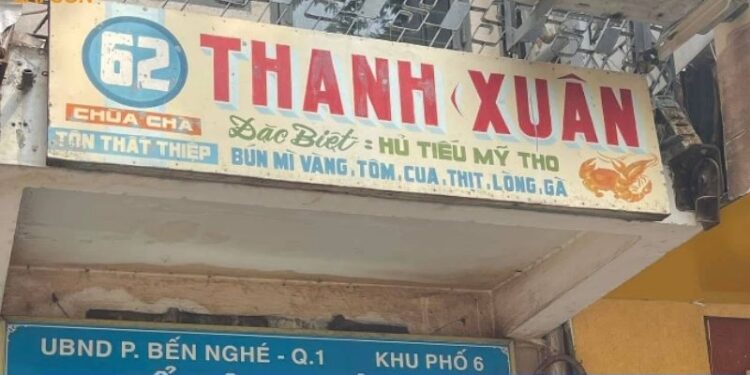 62 THANH XUÂN
CHÙA CHÀ
TÔN THẤT THIỆP
Đặc Biệt : HỦ TIẾU MỸ THO
BÚN MÌ VÀNG, TÔM, CUA, THỊT, LÒNG, GÀ
UBND P. BẾN NGHÉ - Q.1 KHU PHỐ 6